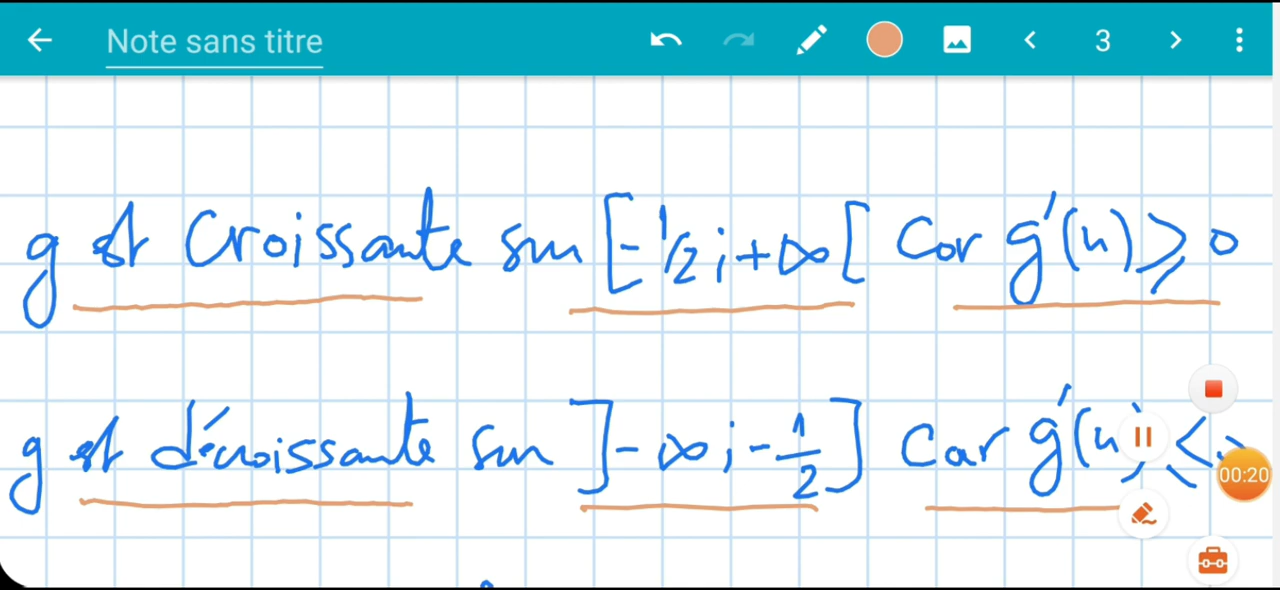 Note sans titre
3
g est Croissante sur [-1/2 ; +∞[ Car g'(x) ⩾ 0
g est décroissante sur ]-∞ ; -1/2] Car g'(x) ⩽
00:20